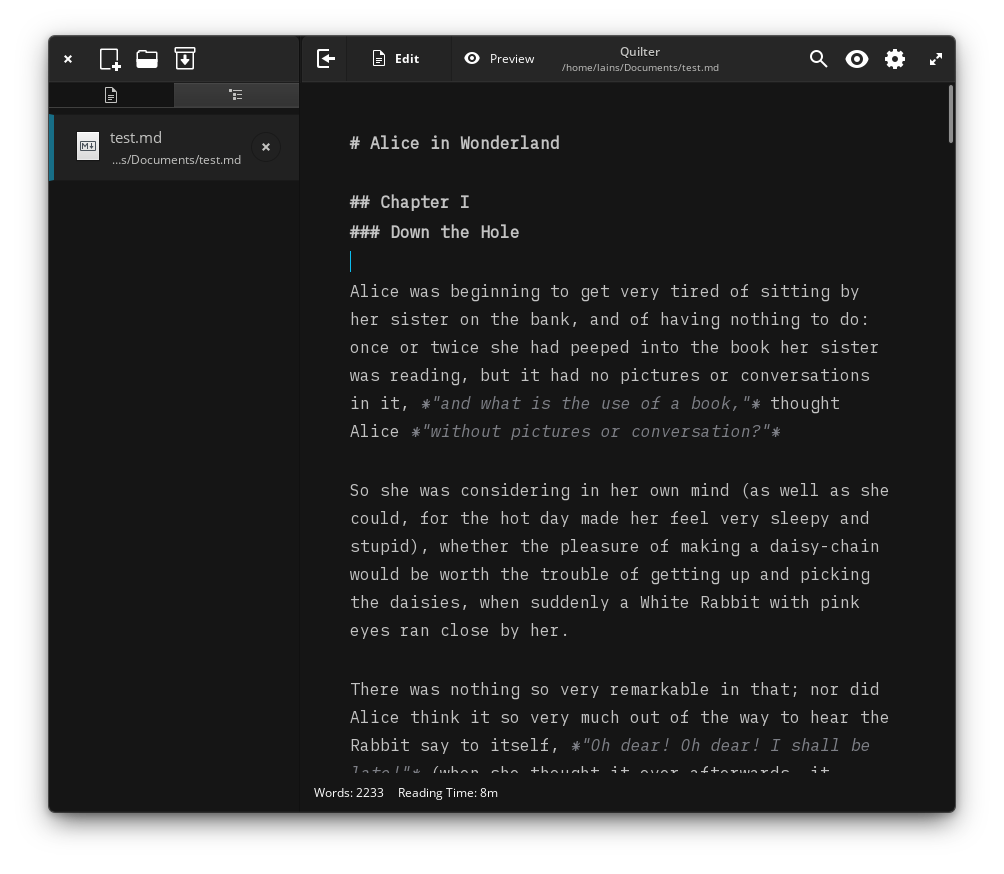 Edit
Preview
Quilter
/home/lains/Documents/test.md
test.md
...s/Documents/test.md
# Alice in Wonderland
## Chapter I
### Down the Hole
Alice was beginning to get very tired of sitting by
her sister on the bank, and of having nothing to do:
once or twice she had peeped into the book her sister
was reading, but it had no pictures or conversations
in it, *"and what is the use of a book,"* thought
Alice *"without pictures or conversation?"*
So she was considering in her own mind (as well as she
could, for the hot day made her feel very sleepy and
stupid), whether the pleasure of making a daisy-chain
would be worth the trouble of getting up and picking
the daisies, when suddenly a White Rabbit with pink
eyes ran close by her.
There was nothing so very remarkable in that; nor did
Alice think it so very much out of the way to hear the
Rabbit say to itself, *"Oh dear! Oh dear! I shall be
late!"* (when she thought it over afterwards, it
Words: 2233 Reading Time: 8m